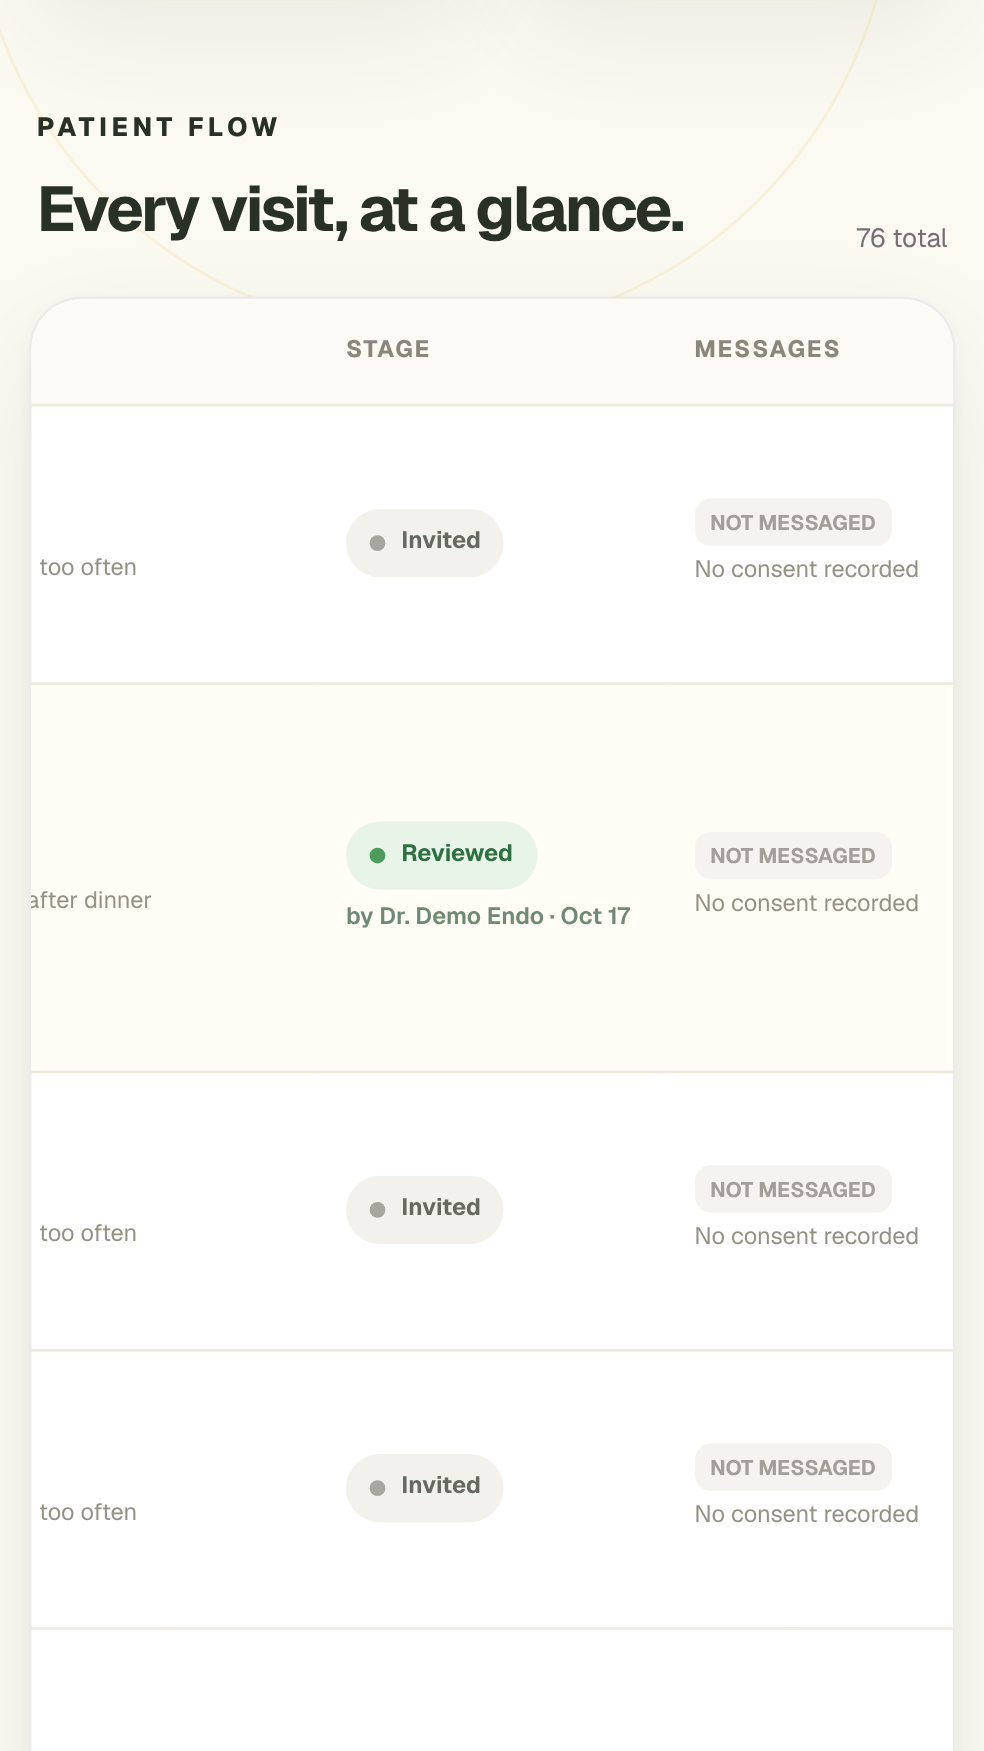 PATIENT FLOW
Every visit, at a glance.
76 total
STAGE
MESSAGES
Invited
NOT MESSAGED
too often
No consent recorded
Reviewed
NOT MESSAGED
after dinner
by Dr. Demo Endo · Oct 17
No consent recorded
Invited
NOT MESSAGED
too often
No consent recorded
Invited
NOT MESSAGED
too often
No consent recorded